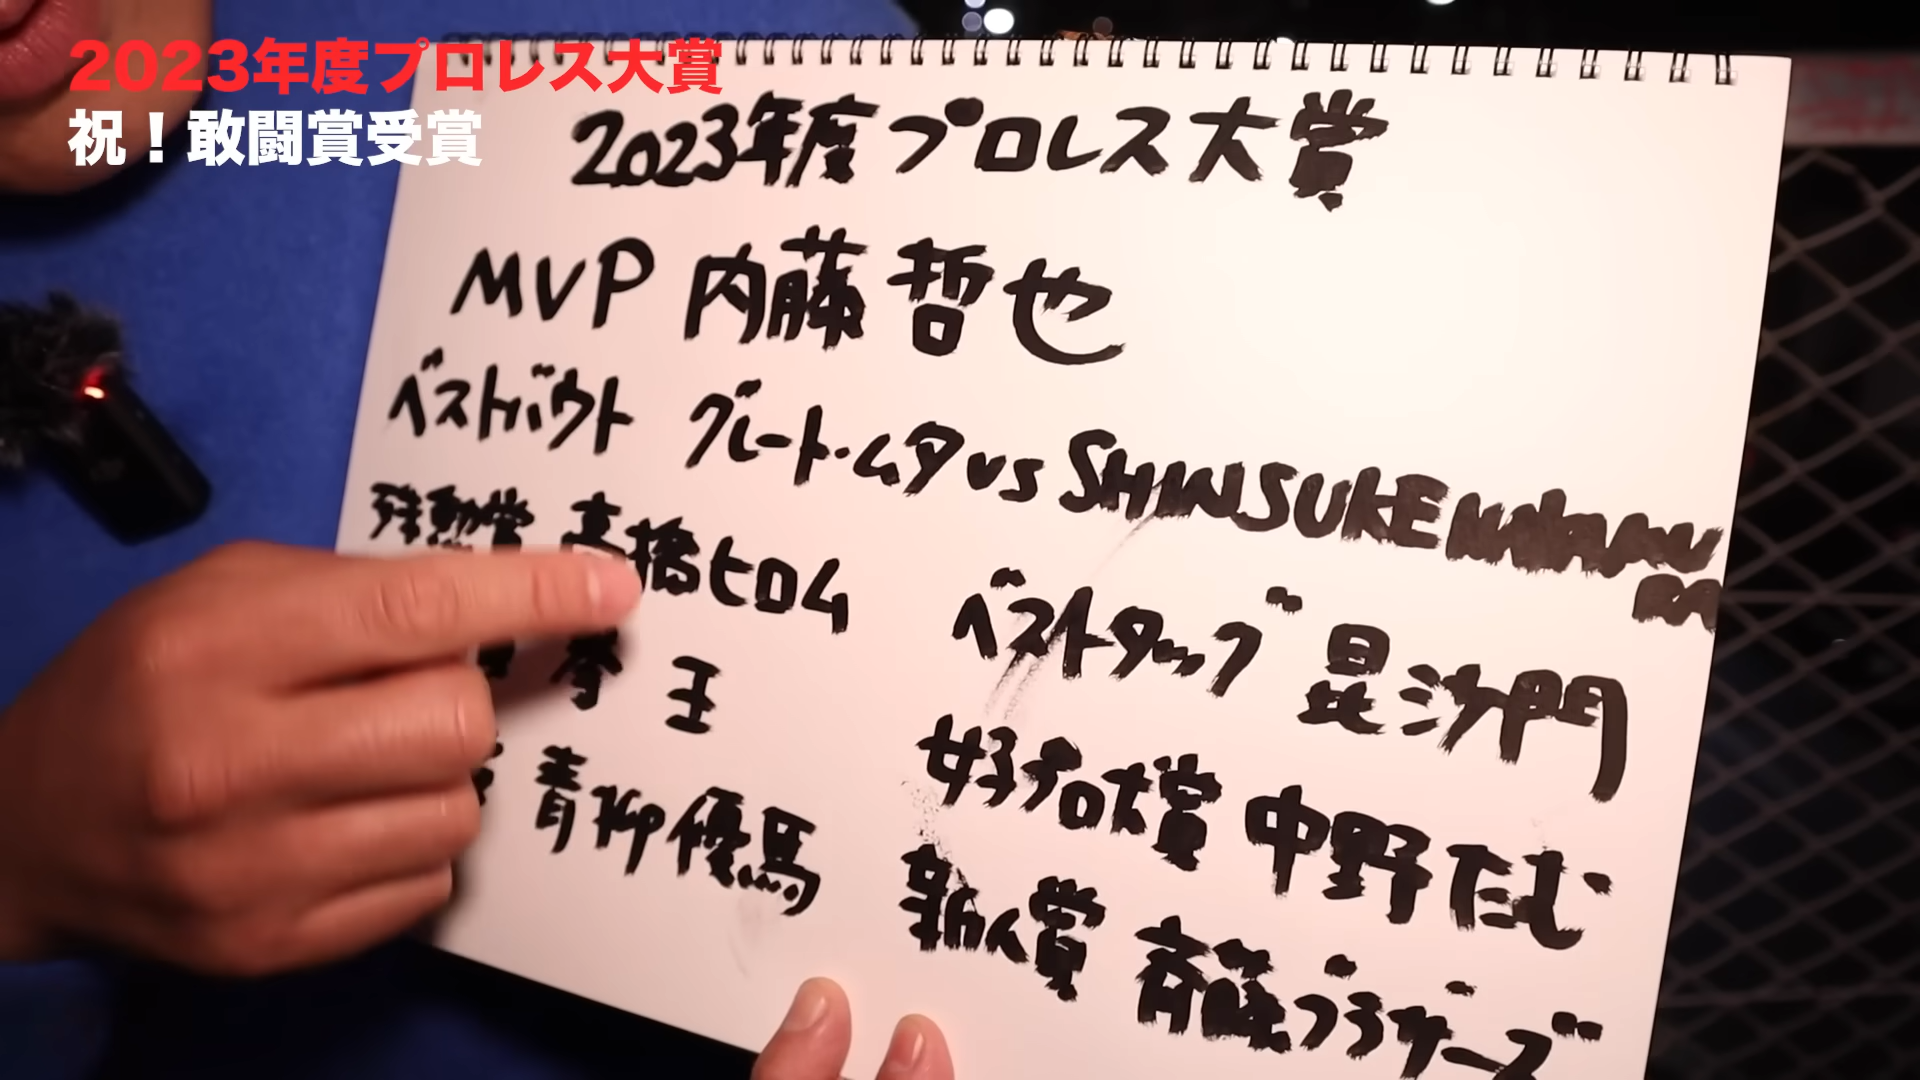 2023年度プロレス大賞
祝！敢闘賞受賞
2023年度プロレス大賞
MVP 内藤哲也
ベストバウト グレート・ムタ vs SHINSUKE NAKAMURA
殊勲賞 高橋ヒロム
賞 拳王
青柳優馬
ベストタッグ 毘沙門
女子プロ大賞 中野たむ
新人賞 斉藤ブラザーズ